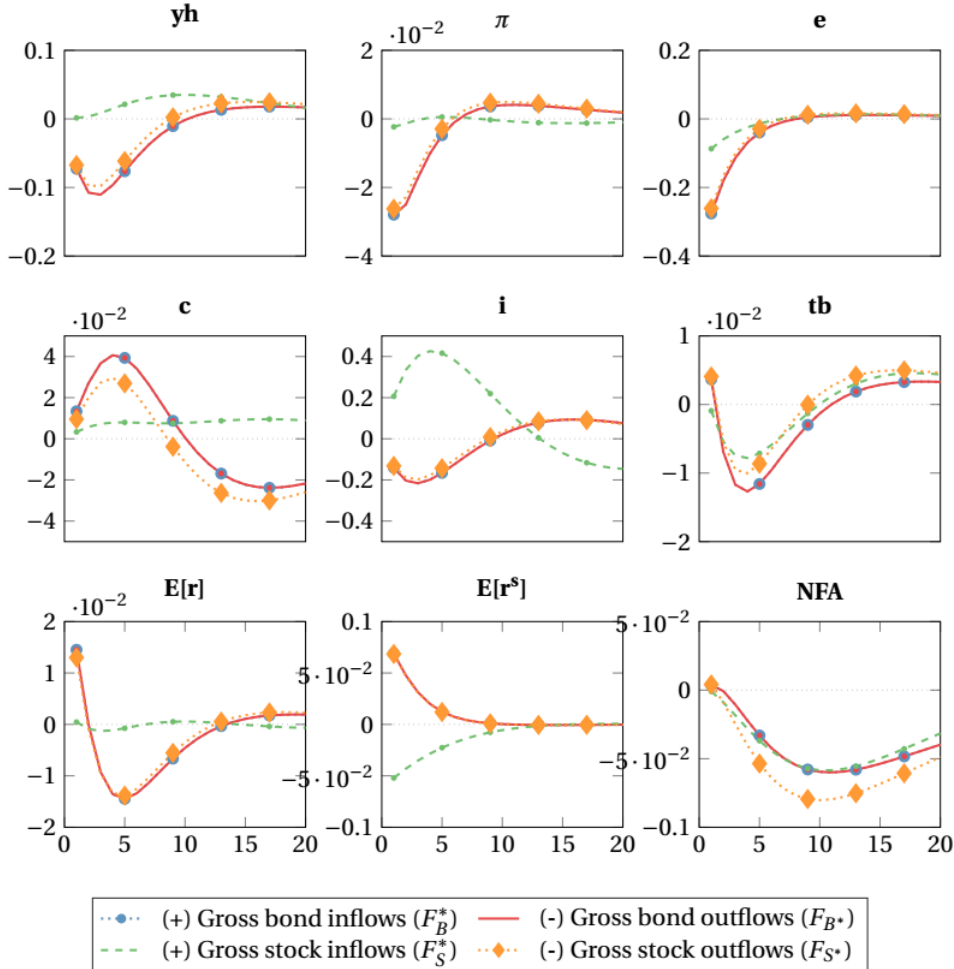 yh π e
·10⁻²
0.1 2 0.2
0 0 0
−0.1 −2 −0.2
−0.2 −4 −0.4
c i tb
·10⁻² ·10⁻²
4 0.4 1
2 0.2 0
0 0 −1
−2 −0.2 −2
−4 −0.4
E[r] E[rˢ] NFA
·10⁻²
2 0.1 5·10⁻²
1 5·10⁻² 0
0 0 −5·10⁻²
−1 −5·10⁻² −0.1
−2 −0.1
0 5 10 15 20 0 5 10 15 20 0 5 10 15 20
(+) Gross bond inflows (F*_B) (-) Gross bond outflows (F_B*)
(+) Gross stock inflows (F*_S) (-) Gross stock outflows (F_S*)